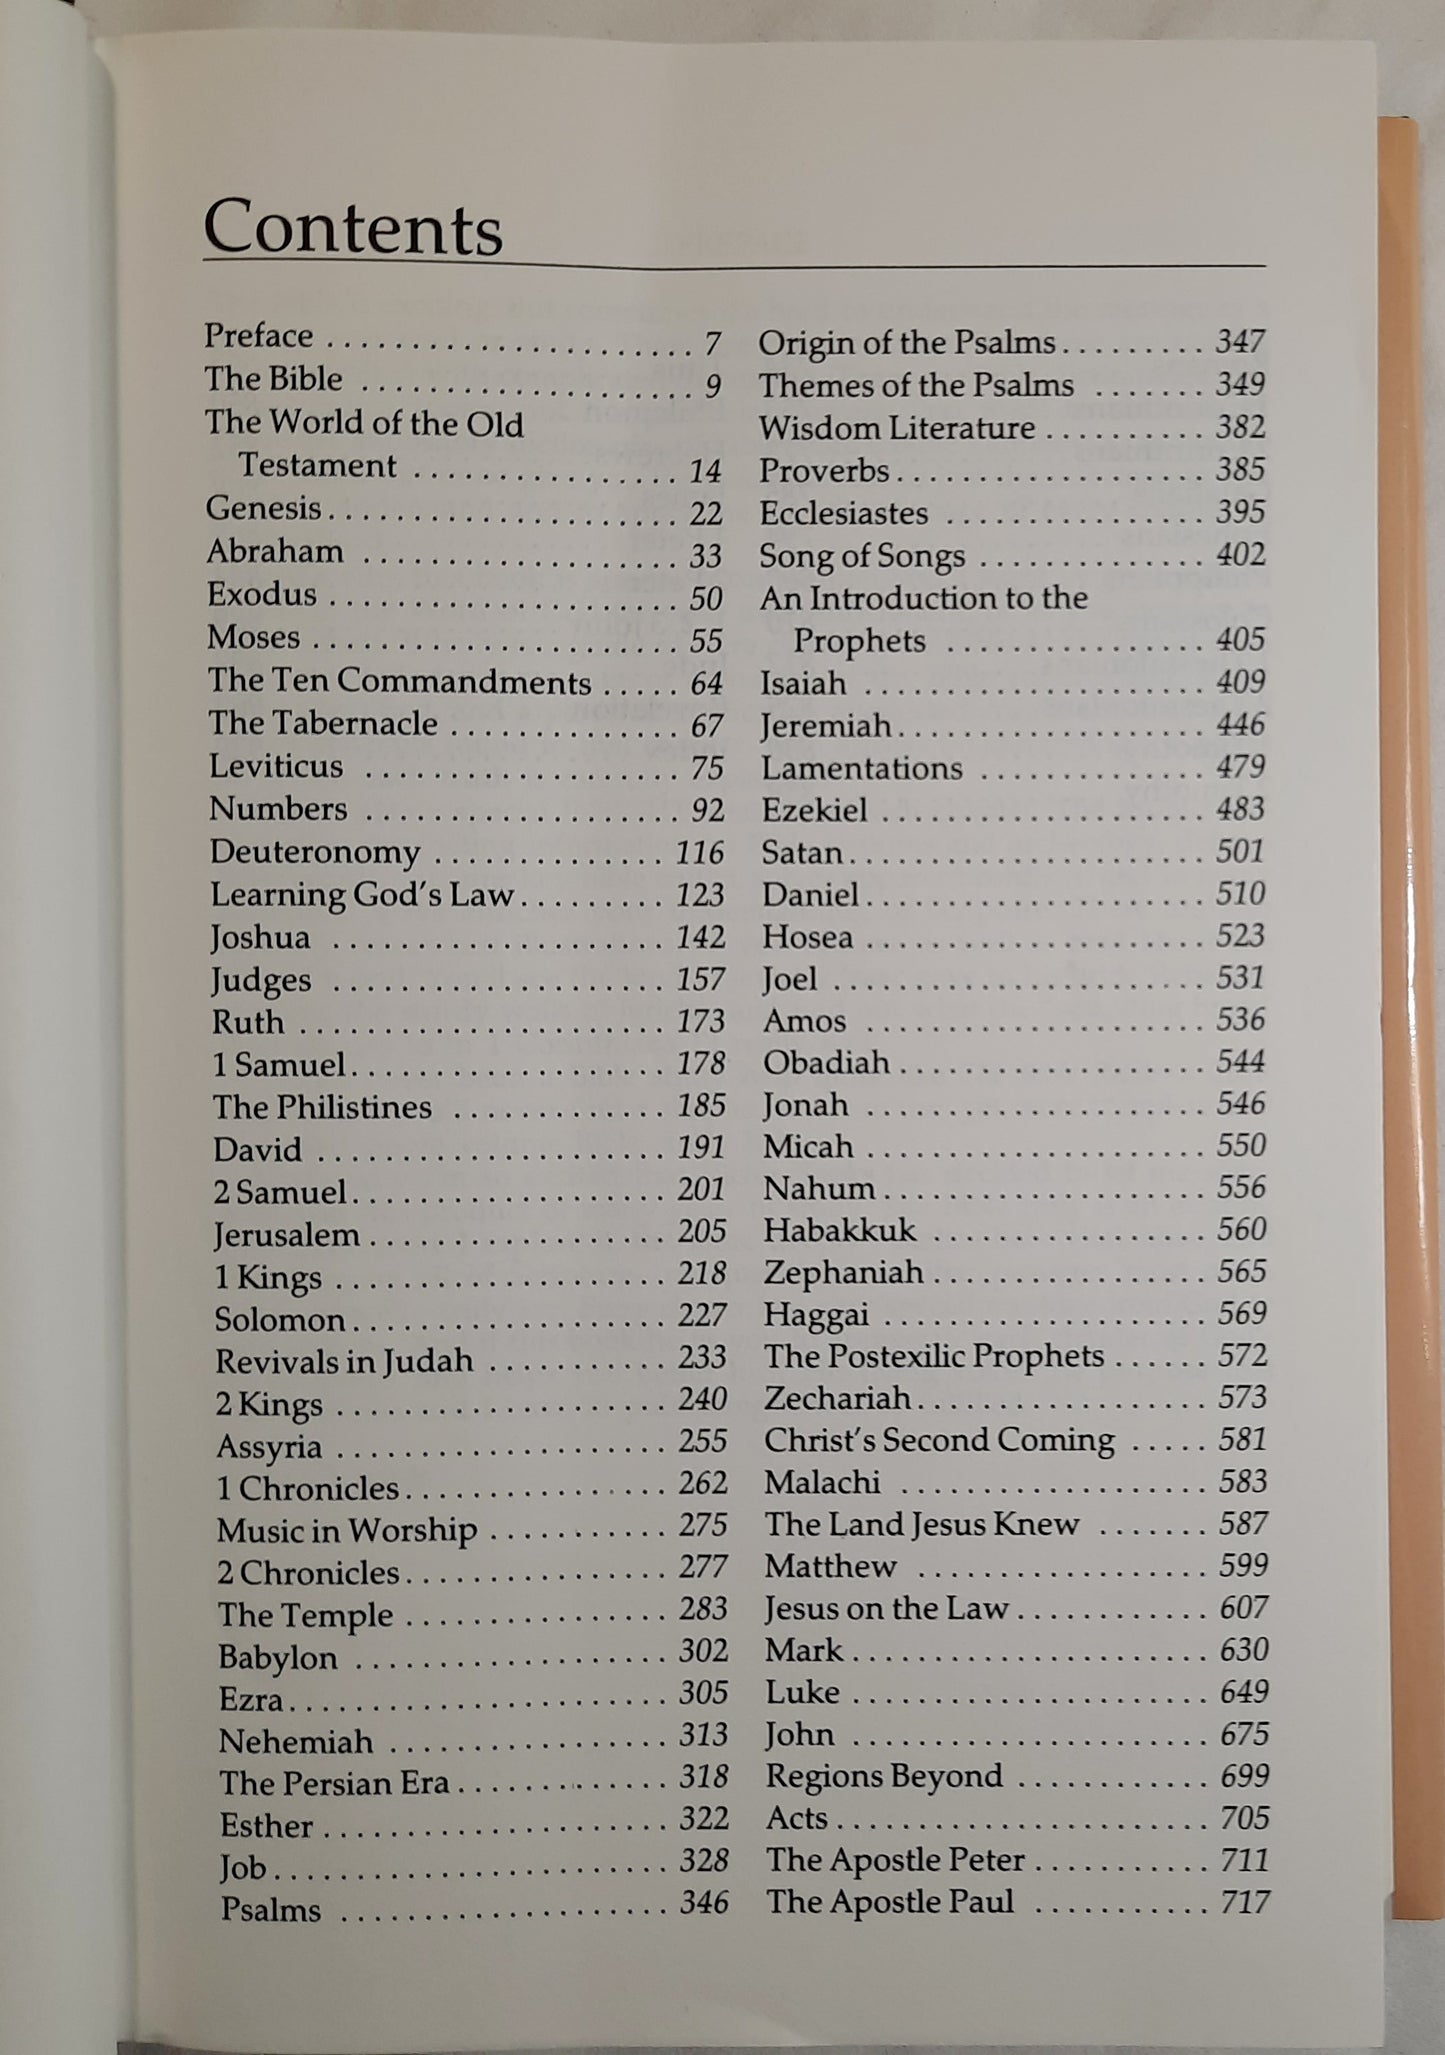 Contents
Preface ...................... 7
The Bible .................... 9
The World of the Old
Testament ................ 14
Genesis..................... 22
Abraham ................... 33
Exodus ..................... 50
Moses ...................... 55
The Ten Commandments ..... 64
The Tabernacle .............. 67
Leviticus ................... 75
Numbers ................... 92
Deuteronomy .............. 116
Learning God's Law......... 123
Joshua .................... 142
Judges .................... 157
Ruth ...................... 173
1 Samuel................... 178
The Philistines ............. 185
David ..................... 191
2 Samuel................... 201
Jerusalem .................. 205
1 Kings .................... 218
Solomon................... 227
Revivals in Judah ........... 233
2 Kings .................... 240
Assyria .................... 255
1 Chronicles................ 262
Music in Worship ........... 275
2 Chronicles................ 277
The Temple ................ 283
Babylon ................... 302
Ezra....................... 305
Nehemiah ................. 313
The Persian Era............. 318
Esther ..................... 322
Job........................ 328
Psalms .................... 346
Origin of the Psalms......... 347
Themes of the Psalms ....... 349
Wisdom Literature .......... 382
Proverbs................... 385
Ecclesiastes ................ 395
Song of Songs .............. 402
An Introduction to the
Prophets ................ 405
Isaiah ..................... 409
Jeremiah................... 446
Lamentations .............. 479
Ezekiel .................... 483
Satan...................... 501
Daniel..................... 510
Hosea ..................... 523
Joel ....................... 531
Amos ..................... 536
Obadiah ................... 544
Jonah ..................... 546
Micah ..................... 550
Nahum.................... 556
Habakkuk ................. 560
Zephaniah ................. 565
Haggai .................... 569
The Postexilic Prophets ...... 572
Zechariah.................. 573
Christ's Second Coming ..... 581
Malachi ................... 583
The Land Jesus Knew ....... 587
Matthew .................. 599
Jesus on the Law............ 607
Mark...................... 630
Luke ...................... 649
John ...................... 675
Regions Beyond ............ 699
Acts....................... 705
The Apostle Peter ........... 711
The Apostle Paul ........... 717